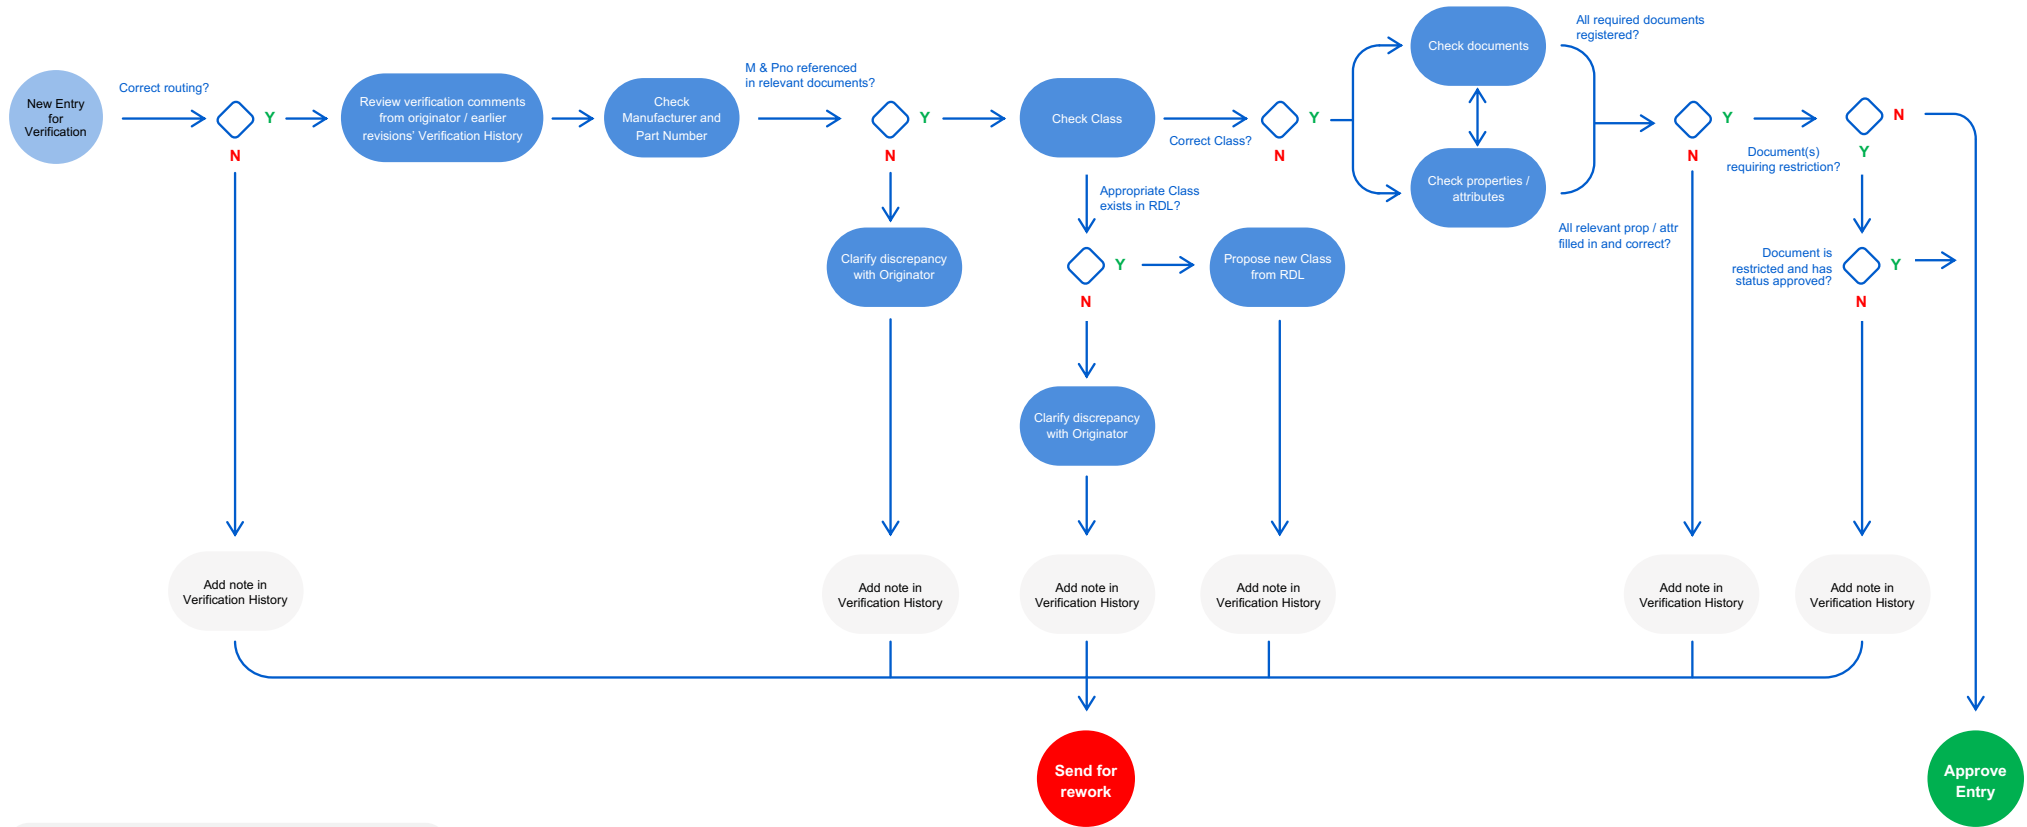 New Entry
for
Verification
Correct routing?
Y
N
Review verification comments
from originator / earlier
revisions' Verification History
Check
Manufacturer and
Part Number
M & Pno referenced
in relevant documents?
Y
N
Clarify discrepancy
with Originator
Check Class
Correct Class?
Y
N
Appropriate Class
exists in RDL?
Y
N
Propose new Class
from RDL
Clarify discrepancy
with Originator
Check documents
All required documents
registered?
Check properties /
attributes
All relevant prop / attr
filled in and correct?
Y
N
Document(s)
requiring restriction?
N
Y
Document is
restricted and has
status approved?
Y
N
Add note in
Verification History
Add note in
Verification History
Add note in
Verification History
Add note in
Verification History
Add note in
Verification History
Add note in
Verification History
Send for
rework
Approve
Entry